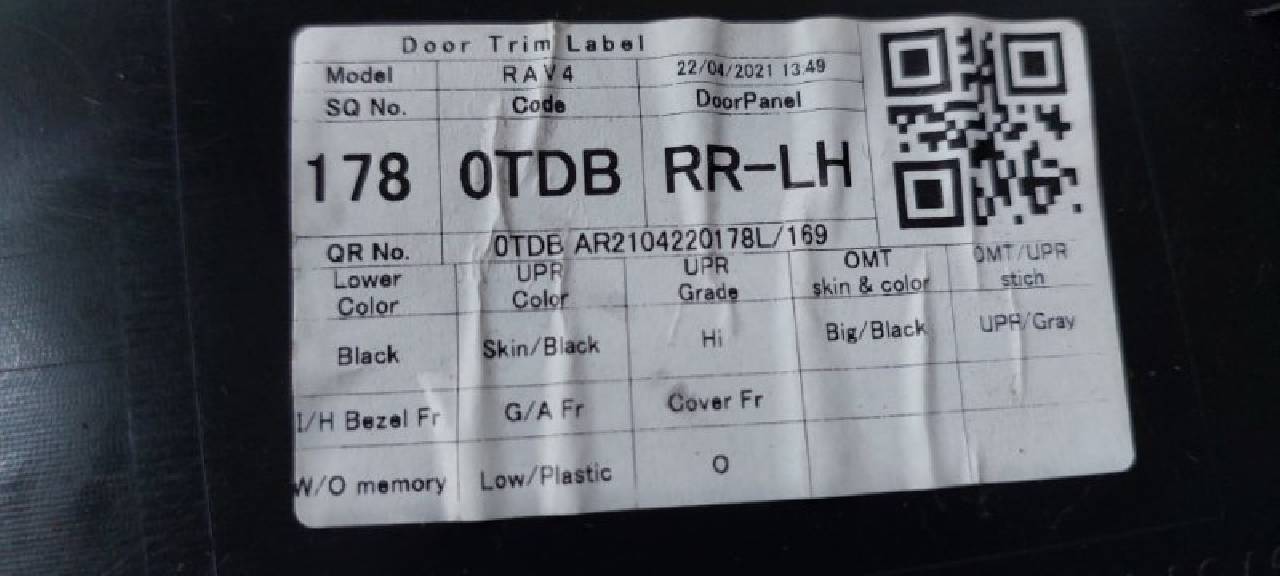 Door Trim Label
Model RAV4 22/04/2021 13:49
SQ No. Code DoorPanel
178 0TDB RR-LH
QR No. 0TDB AR2104220178L/169
Lower Color UPR Color UPR Grade OMT skin & color OMT/UPR stich
Black Skin/Black Hi Big/Black UPR/Gray
I/H Bezel Fr G/A Fr Cover Fr
W/O memory Low/Plastic O